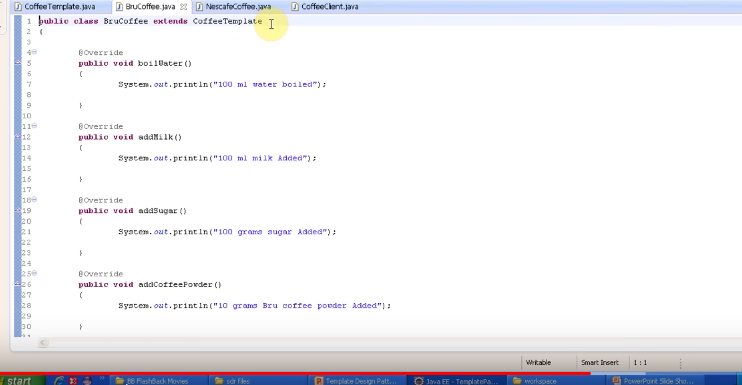 CoffeeTemplate.java BruCoffee.java NescafeCoffee.java CoffeeClient.java
1 public class BruCoffee extends CoffeeTemplate
2 {
3
4 @Override
5 public void boilWater()
6 {
7 System.out.println("100 ml water boiled");
8
9 }
10
11 @Override
12 public void addMilk()
13 {
14 System.out.println("100 ml milk Added");
15
16 }
17
18 @Override
19 public void addSugar()
20 {
21 System.out.println("100 grams sugar Added");
22
23 }
24
25 @Override
26 public void addCoffeePowder()
27 {
28 System.out.println("10 grams Bru coffee powder Added");
29
30 }
Writable Smart Insert 1 : 1
start BB FlashBack Movies sdr files Template Design Patt... Java EE - TemplatePa... workspace PowerPoint Slide Sho...